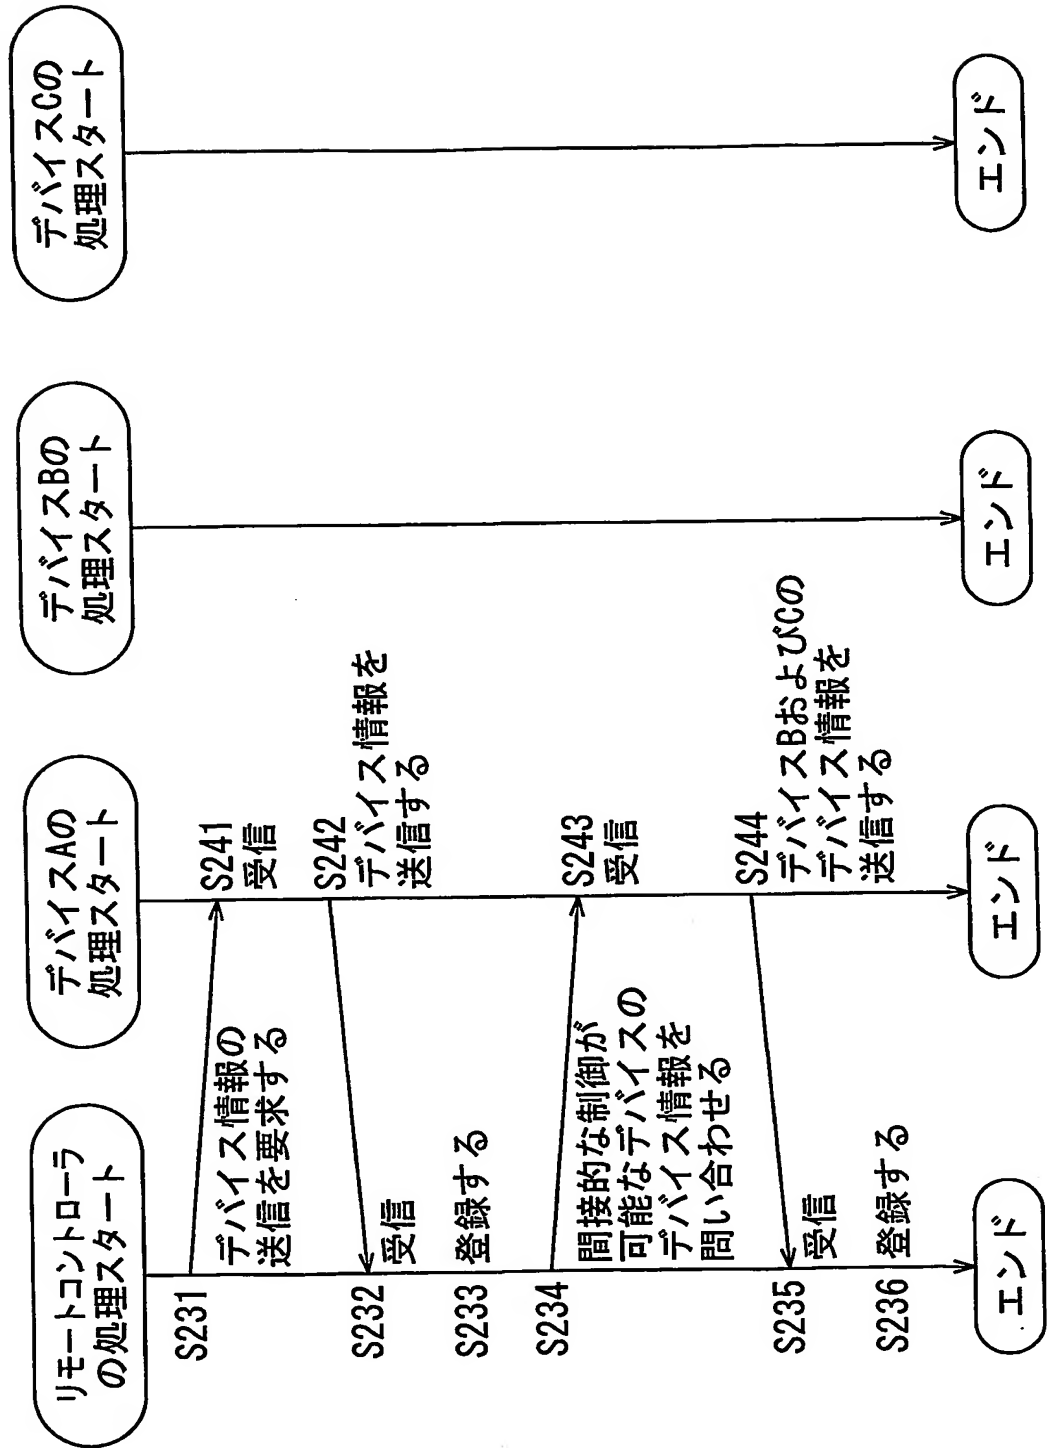 リモートコントローラ
の処理スタート
デバイスAの
処理スタート
デバイスBの
処理スタート
デバイスCの
処理スタート
S231
デバイス情報の
送信を要求する
S241
受信
S242
デバイス情報を
送信する
S232
受信
S233
登録する
S234
間接的な制御が
可能なデバイスの
デバイス情報を
問い合わせる
S243
受信
S244
デバイスBおよびCの
デバイス情報を
送信する
S235
受信
S236
登録する
エンド
エンド
エンド
エンド